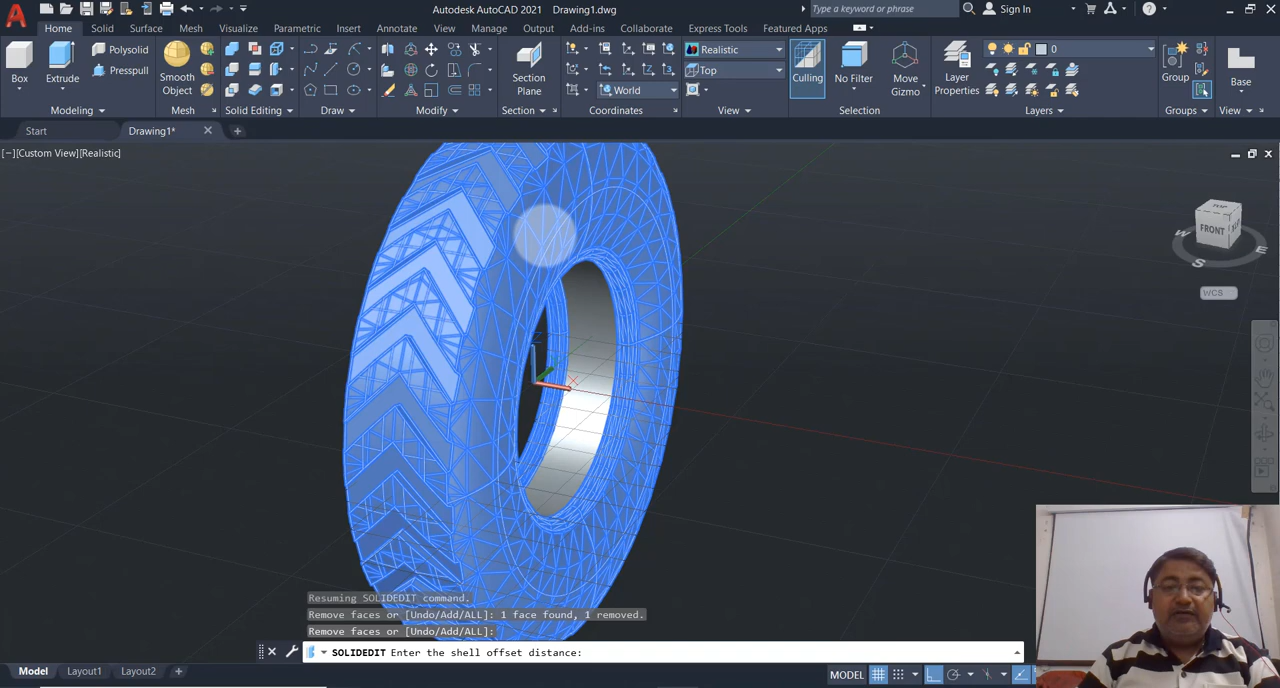 Autodesk AutoCAD 2021 Drawing1.dwg
Type a keyword or phrase
Sign In
Home Solid Surface Mesh Visualize Parametric Insert Annotate View Manage Output Add-ins Collaborate Express Tools Featured Apps
Box
Extrude
Polysolid
Presspull
Smooth Object
Section Plane
World
Realistic
Top
Culling
No Filter
Move Gizmo
Layer Properties
0
Group
Base
Modeling Mesh Solid Editing Draw Modify Section Coordinates View Selection Layers Groups View
Start Drawing1*
[−][Custom View][Realistic]
TOP
FRONT
W
S
E
WCS
Z
X
Resuming SOLIDEDIT command.
Remove faces or [Undo/Add/ALL]: 1 face found, 1 removed.
Remove faces or [Undo/Add/ALL]:
SOLIDEDIT Enter the shell offset distance:
Model Layout1 Layout2 +
MODEL